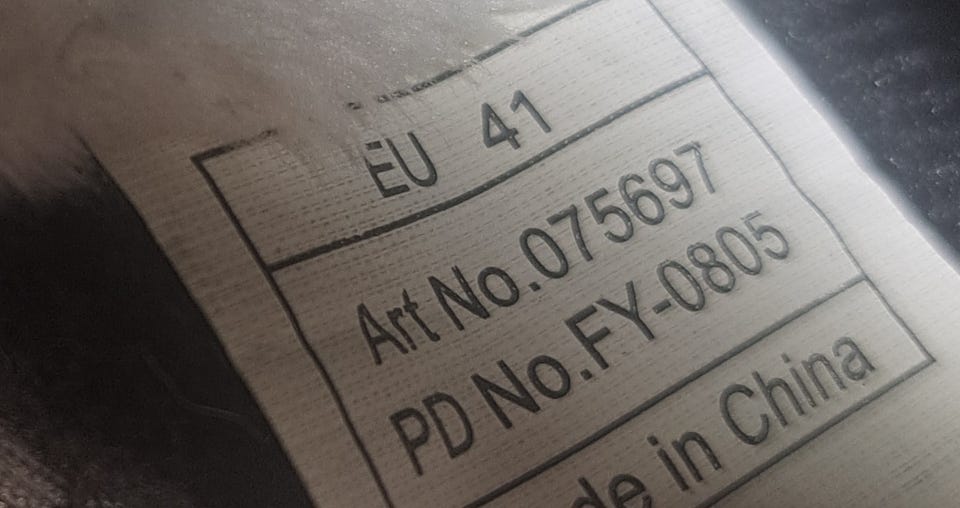 EU 41
Art No.075697
PD No.FY-0805
de in China